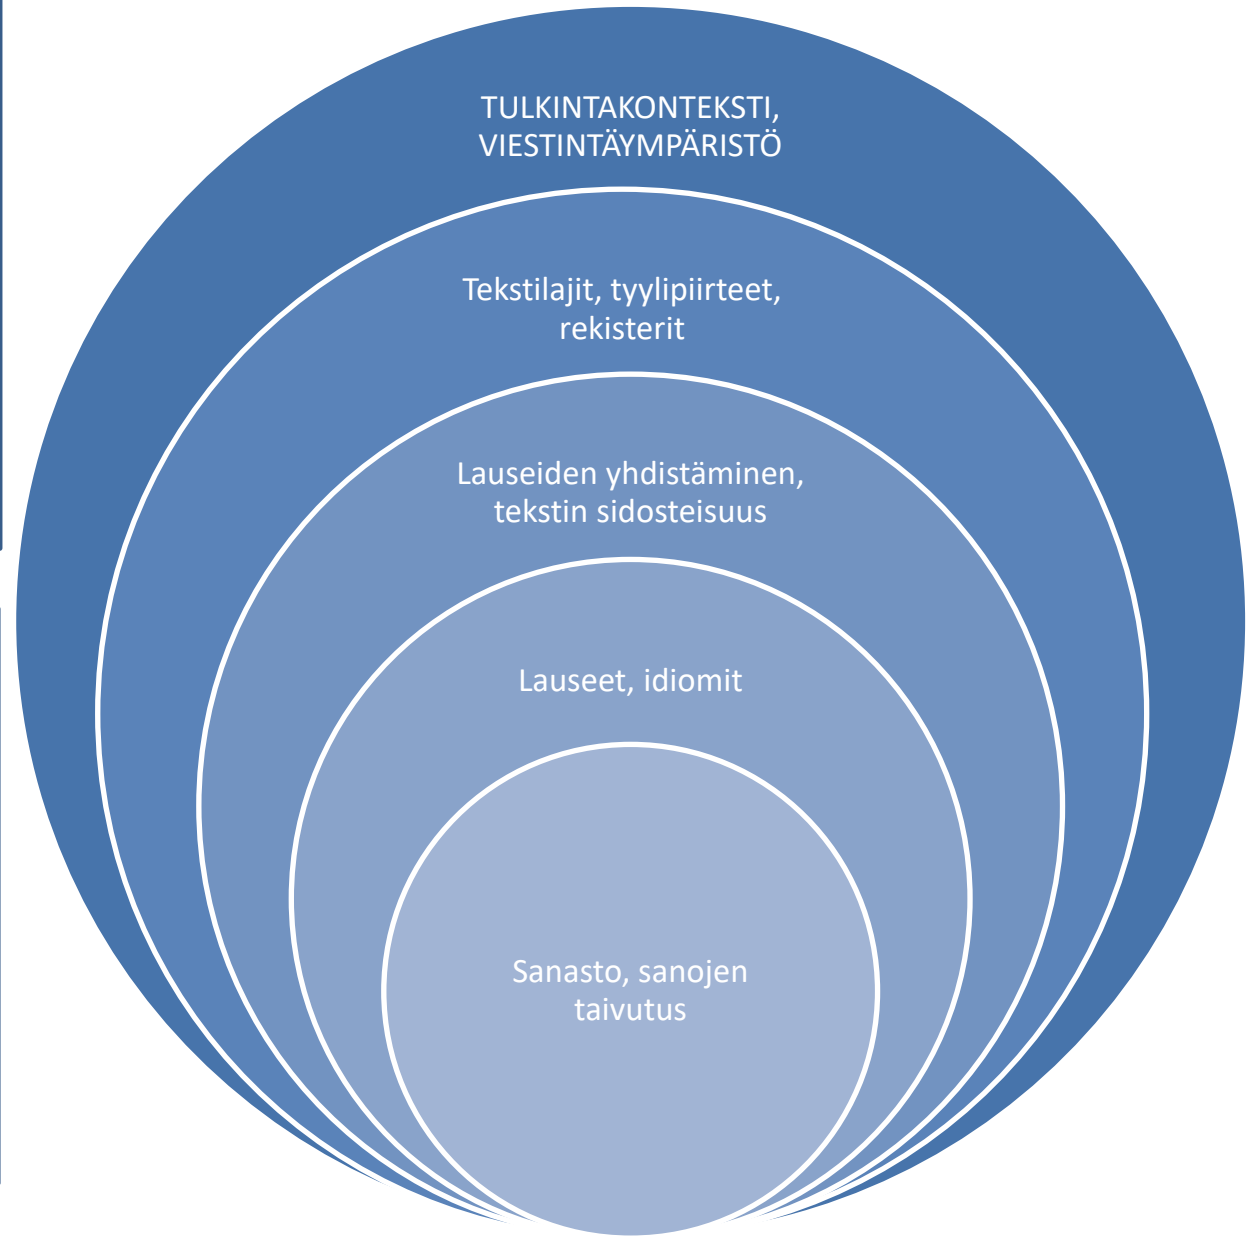 TULKINTAKONTEKSTI,
VIESTINTÄYMPÄRISTÖ
Tekstilajit, tyylipiirteet,
rekisterit
Lauseiden yhdistäminen,
tekstin sidosteisuus
Lauseet, idiomit
Sanasto, sanojen
taivutus